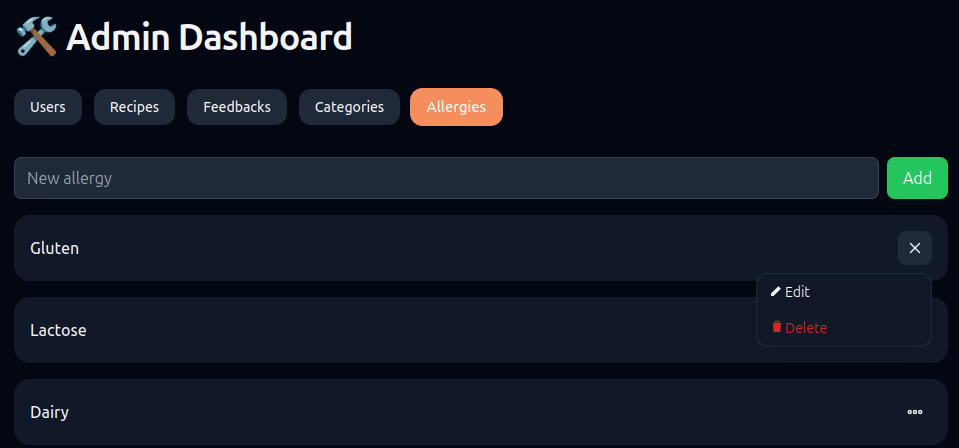 Admin Dashboard
Users Recipes Feedbacks Categories Allergies
New allergy Add
Gluten
Edit
Lactose
Delete
Dairy